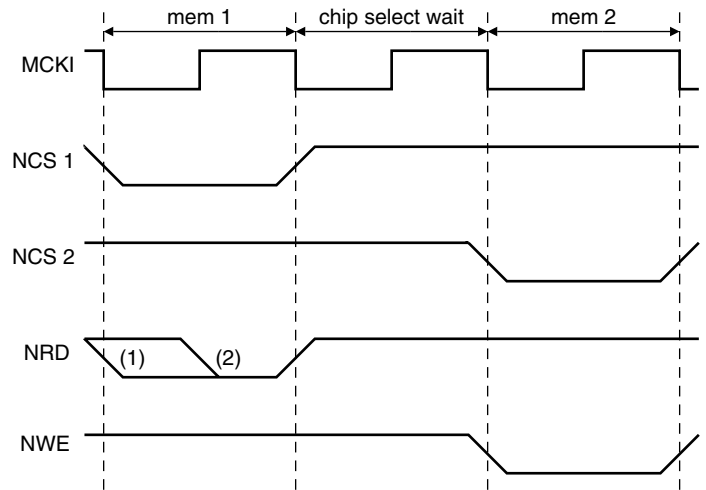 mem 1 chip select wait mem 2
MCKI
NCS 1
NCS 2
NRD (1) (2)
NWE